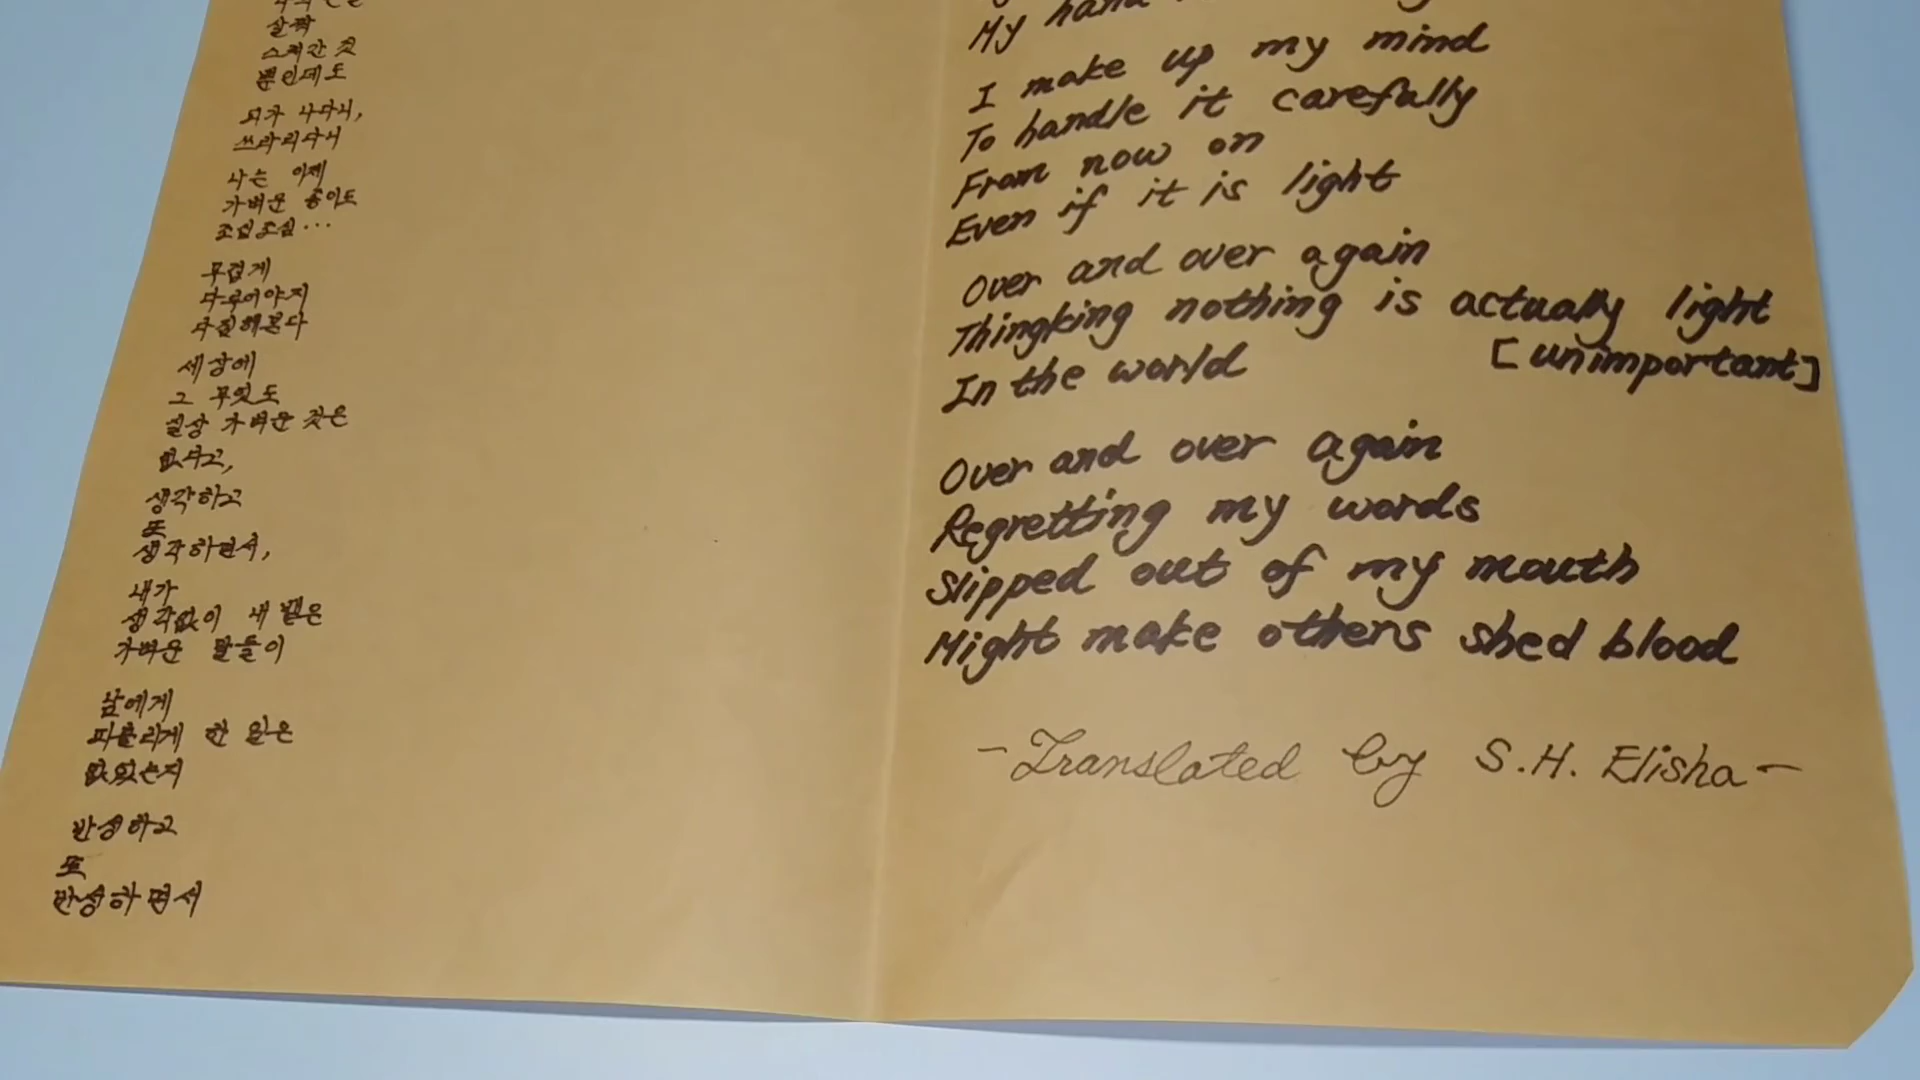 살짝
스쳐간 것
뿐인데도
피가 나다니,
쓰라리다니
나는 이제
가벼운 종이도
조심조심...
무겁게
다루어야지
다짐해본다
세상에
그 무엇도
실상 가벼운 것은
없다고,
생각하고
또
생각하면서,
내가
생각없이 내 뱉은
가벼운 말들이
남에게
피흘리게 한 일은
없었는지
반성하고
또
반성하면서
My hand
I make up my mind
To handle it carefully
From now on
Even if it is light
Over and over again
Thingking nothing is actually light
[unimportant]
In the world
Over and over again
Regretting my words
Slipped out of my mouth
Might make others shed blood
- Translated by S.H. Elisha -